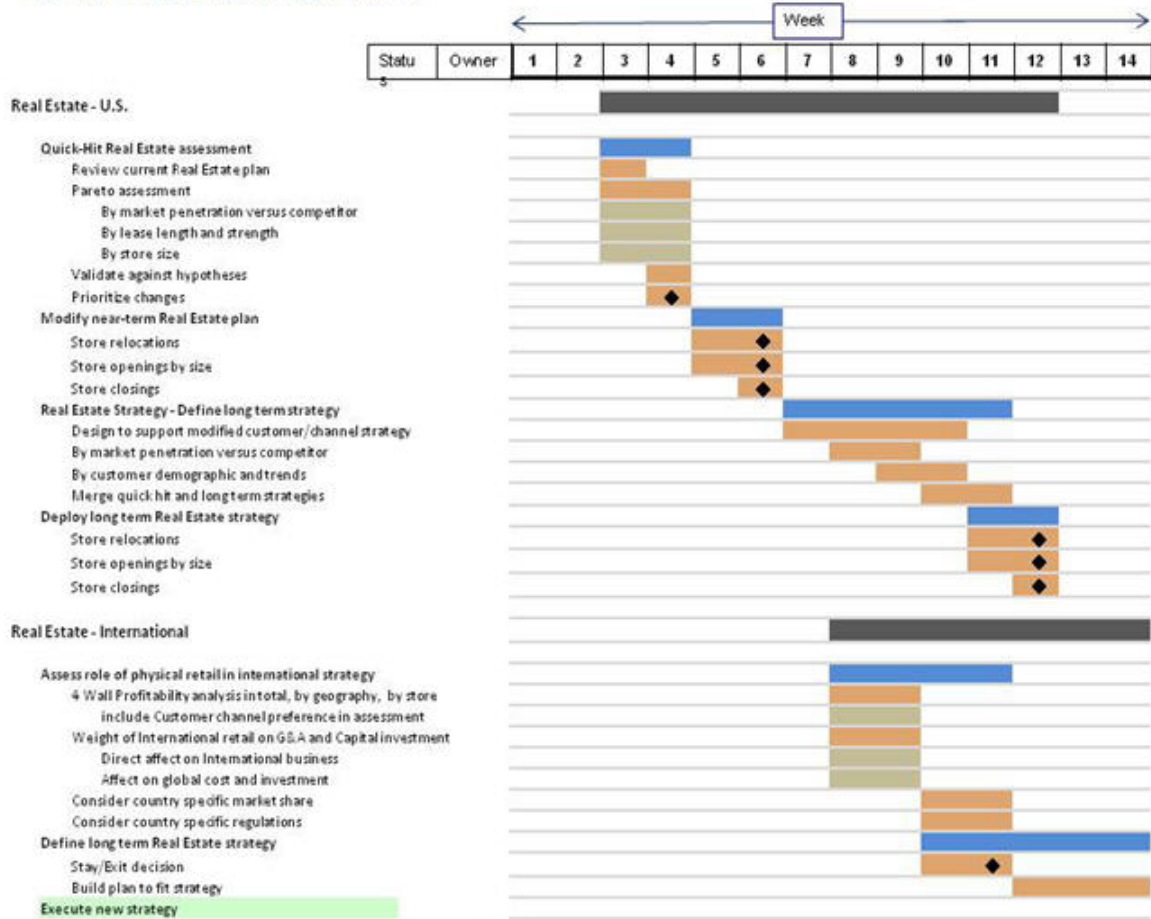 Week
Statu
s
Owner
1 2 3 4 5 6 7 8 9 10 11 12 14
Real Estate - U.S.
Quick-Hit Real Estate assessment
Review current Real Estate plan
Pareto assessment
By market penetration versus competitor
By lease length and strength
By store size
Validate against hypotheses
Prioritize changes
Modify near-term Real Estate plan
Store relocations
Store openings by size
Store closings
Real Estate Strategy - Define long term strategy
Design to support modified customer/channel strategy
By market penetration versus competitor
By customer demographic and trends
Merge quick hit and long term strategies
Deploy long term Real Estate strategy
Store relocations
Store openings by size
Store closings
Real Estate - International
Assess role of physical retail in international strategy
4 Wall Profitability analysis in total, by geography, by store
include Customer channel preference in assessment
Weight of International retail on G&A and Capital investment
Direct affect on International business
Affect on global cost and investment
Consider country specific market share
Consider country specific regulations
Define long term Real Estate strategy
Stay/Exit decision
Build plan to fit strategy
Execute new strategy